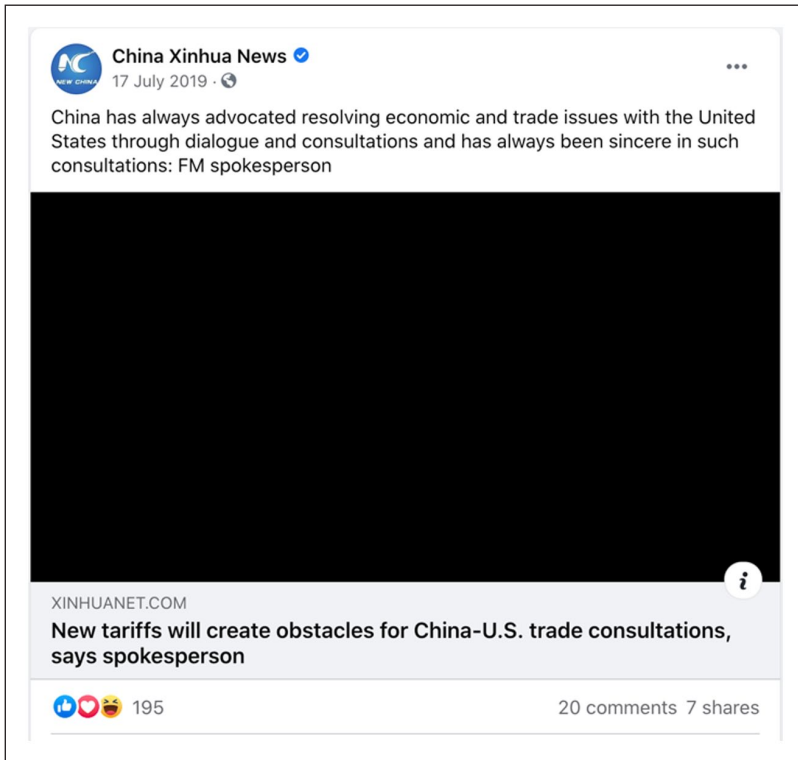 China Xinhua News
NEW CHINA
17 July 2019 ·
China has always advocated resolving economic and trade issues with the United
States through dialogue and consultations and has always been sincere in such
consultations: FM spokesperson
XINHUANET.COM
New tariffs will create obstacles for China-U.S. trade consultations,
says spokesperson
195
20 comments 7 shares